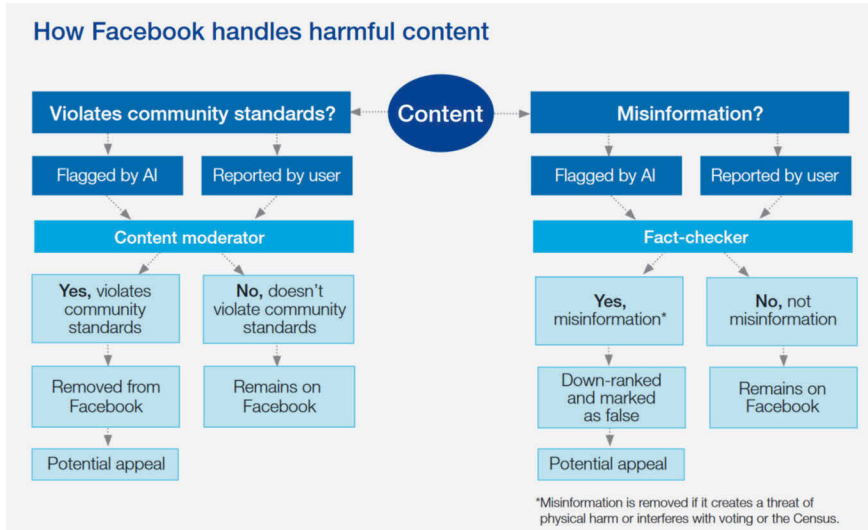 How Facebook handles harmful content
Content
Violates community standards?
Flagged by AI
Reported by user
Content moderator
Yes, violates
community
standards
No, doesn't
violate community
standards
Removed from
Facebook
Remains on
Facebook
Potential appeal
Misinformation?
Flagged by AI
Reported by user
Fact-checker
Yes,
misinformation*
No, not
misinformation
Down-ranked
and marked
as false
Remains on
Facebook
Potential appeal
*Misinformation is removed if it creates a threat of
physical harm or interferes with voting or the Census.